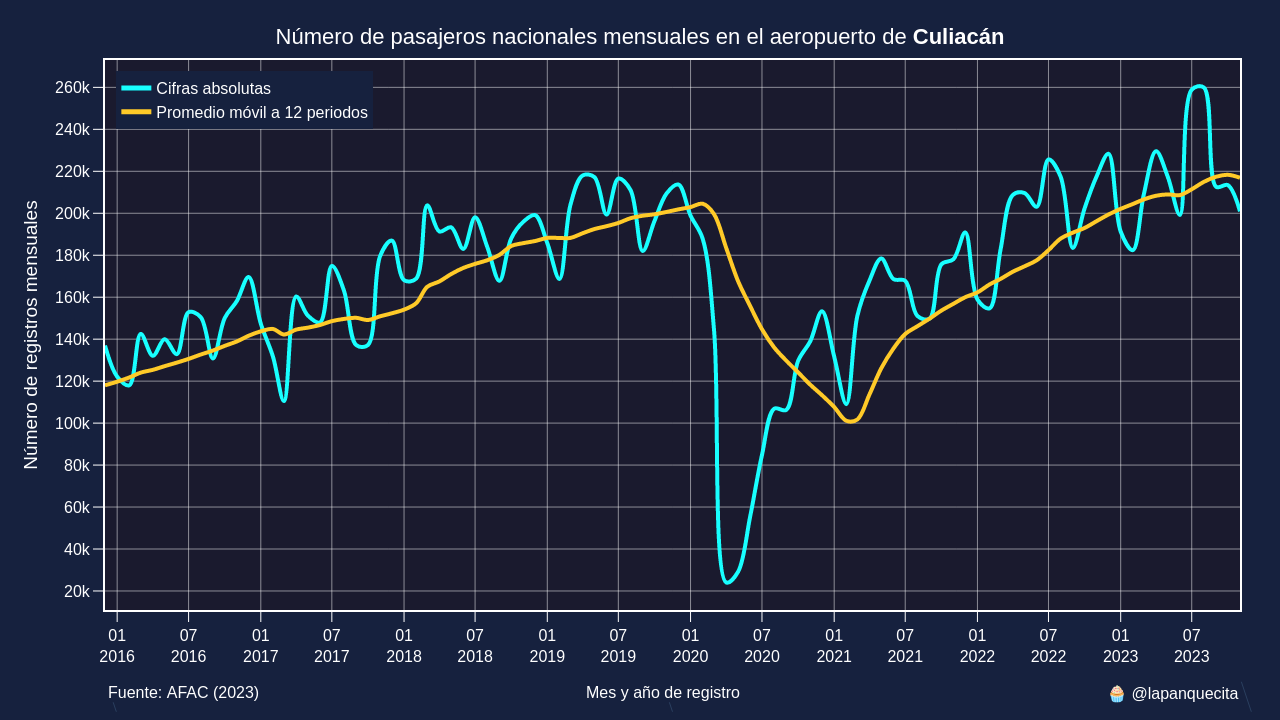 Número de pasajeros nacionales mensuales en el aeropuerto de Culiacán
Cifras absolutas
Promedio móvil a 12 periodos
Número de registros mensuales
260k
240k
220k
200k
180k
160k
140k
120k
100k
80k
60k
40k
20k
01 07 01 07 01 07 01 07 01 07 01 07 01 07 01 07
2016 2016 2017 2017 2018 2018 2019 2019 2020 2020 2021 2021 2022 2022 2023 2023
Fuente: AFAC (2023) Mes y año de registro 🧁 @lapanquecita